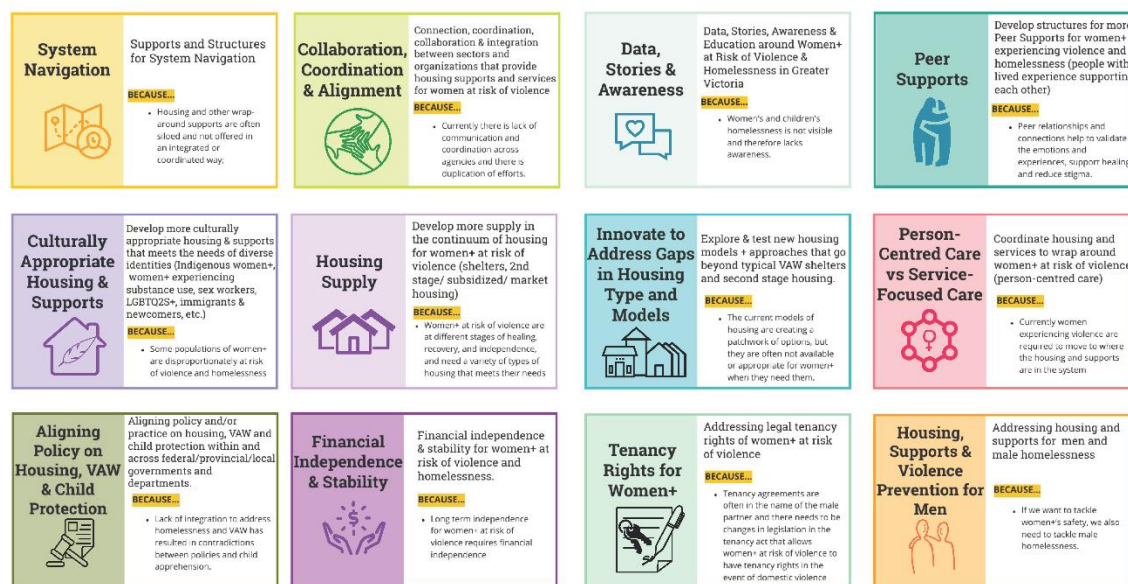 System
Navigation
Supports and Structures
for System Navigation
BECAUSE...
• Housing and other wrap-
around supports are often
siloed and not offered in
an integrated or
coordinated way;
Collaboration,
Coordination
& Alignment
Connection, coordination,
collaboration & integration
between sectors and
organizations that provide
housing supports and services
for women at risk of violence
BECAUSE...
• Currently there is lack of
communication and
coordination across
agencies and there is
duplication of efforts.
Data,
Stories &
Awareness
Data, Stories, Awareness &
Education around Women+
at Risk of Violence &
Homelessness in Greater
Victoria
BECAUSE...
• Women's and children's
homelessness is not visible
and therefore lacks
awareness.
Peer
Supports
Develop structures for more
Peer Supports for women+
experiencing violence and
homelessness (people with
lived experience supporting
each other)
BECAUSE...
• Peer relationships and
connections help to validate
the emotions and
experiences, support healing
and reduce stigma.
Culturally
Appropriate
Housing &
Supports
Develop more culturally
appropriate housing & supports
that meets the needs of diverse
identities (Indigenous women+,
women+ experiencing
substance use, sex workers,
LGBTQ2S+, immigrants &
newcomers, etc.)
BECAUSE...
• Some populations of women+
are disproportionately at risk
of violence and homelessness
Housing
Supply
Develop more supply in
the continuum of housing
for women+ at risk of
violence (shelters, 2nd
stage/ subsidized/ market
housing)
BECAUSE...
• Women+ at risk of violence are
at different stages of healing,
recovery, and independence,
and need a variety of types of
housing that meets their needs
Innovate to
Address Gaps
in Housing
Type and
Models
Explore & test new housing
models + approaches that go
beyond typical VAW shelters
and second stage housing.
BECAUSE...
• The current models of
housing are creating a
patchwork of options, but
they are often not available
or appropriate for women+
when they need them.
Person-
Centred Care
vs Service-
Focused Care
Coordinate housing and
services to wrap around
women+ at risk of violence
(person-centred care)
BECAUSE...
• Currently women
experiencing violence are
required to move to where
the housing and supports
are in the system
Aligning
Policy on
Housing, VAW
& Child
Protection
Aligning policy and/or
practice on housing, VAW and
child protection within and
across federal/provincial/local
governments and
departments.
BECAUSE...
• Lack of integration to address
homelessness and VAW has
resulted in contradictions
between policies and child
apprehension.
Financial
Independence
& Stability
Financial independence
& stability for women+ at
risk of violence and
homelessness.
BECAUSE...
• Long term independence
for women+ at risk of
violence requires financial
independence
Tenancy
Rights for
Women+
Addressing legal tenancy
rights of women+ at risk
of violence
BECAUSE...
• Tenancy agreements are
often in the name of the male
partner and there needs to be
changes in legislation in the
tenancy act that allows
women+ at risk of violence to
have tenancy rights in the
event of domestic violence
Housing,
Supports &
Violence
Prevention for
Men
Addressing housing and
supports for men and
male homelessness
BECAUSE...
• If we want to tackle
women+'s safety, we also
need to tackle male
homelessness.